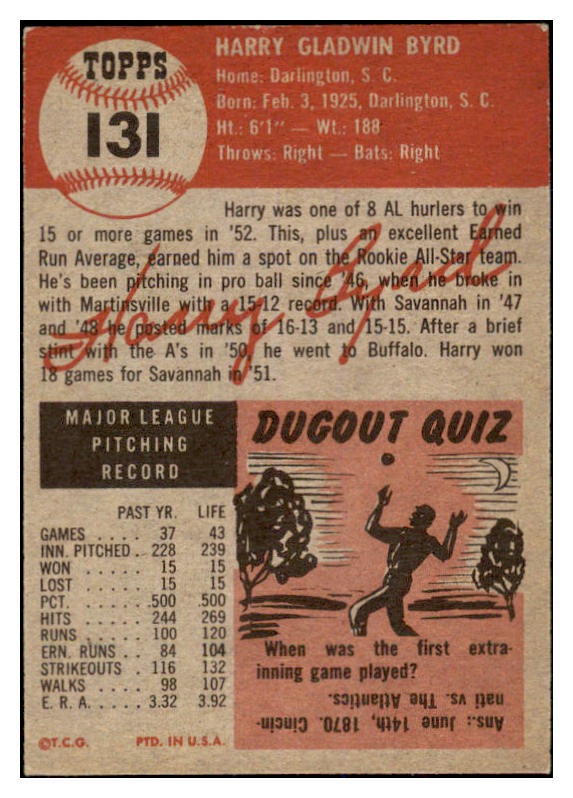 TOPPS
131
HARRY GLADWIN BYRD
Home: Darlington, S. C.
Born: Feb. 3, 1925, Darlington, S. C.
Ht.: 6'1" — Wt.: 188
Throws: Right — Bats: Right
Harry was one of 8 AL hurlers to win
15 or more games in '52. This, plus an excellent Earned
Run Average, earned him a spot on the Rookie All-Star team.
He's been pitching in pro ball since '46, when he broke in
with Martinsville with a 15-12 record. With Savannah in '47
and '48 he posted marks of 16-13 and 15-15. After a brief
stint with the A's in '50, he went to Buffalo. Harry won
18 games for Savannah in '51.
Harry Byrd
MAJOR LEAGUE
PITCHING
RECORD
PAST YR. LIFE
GAMES . . . . 37 43
INN. PITCHED . . 228 239
WON . . . . . 15 15
LOST . . . . . 15 15
PCT. . . . . . .500 .500
HITS . . . . . 244 269
RUNS . . . . . 100 120
ERN. RUNS . . . 84 104
STRIKEOUTS . . 116 132
WALKS . . . . 98 107
E. R. A. . . . . . 3.32 3.92
©T.C.G. PTD. IN U.S.A.
DUGOUT QUIZ
When was the first extra-
inning game played?
Ans.: June 14th, 1870. Cincin-
nati vs. The Atlantics.